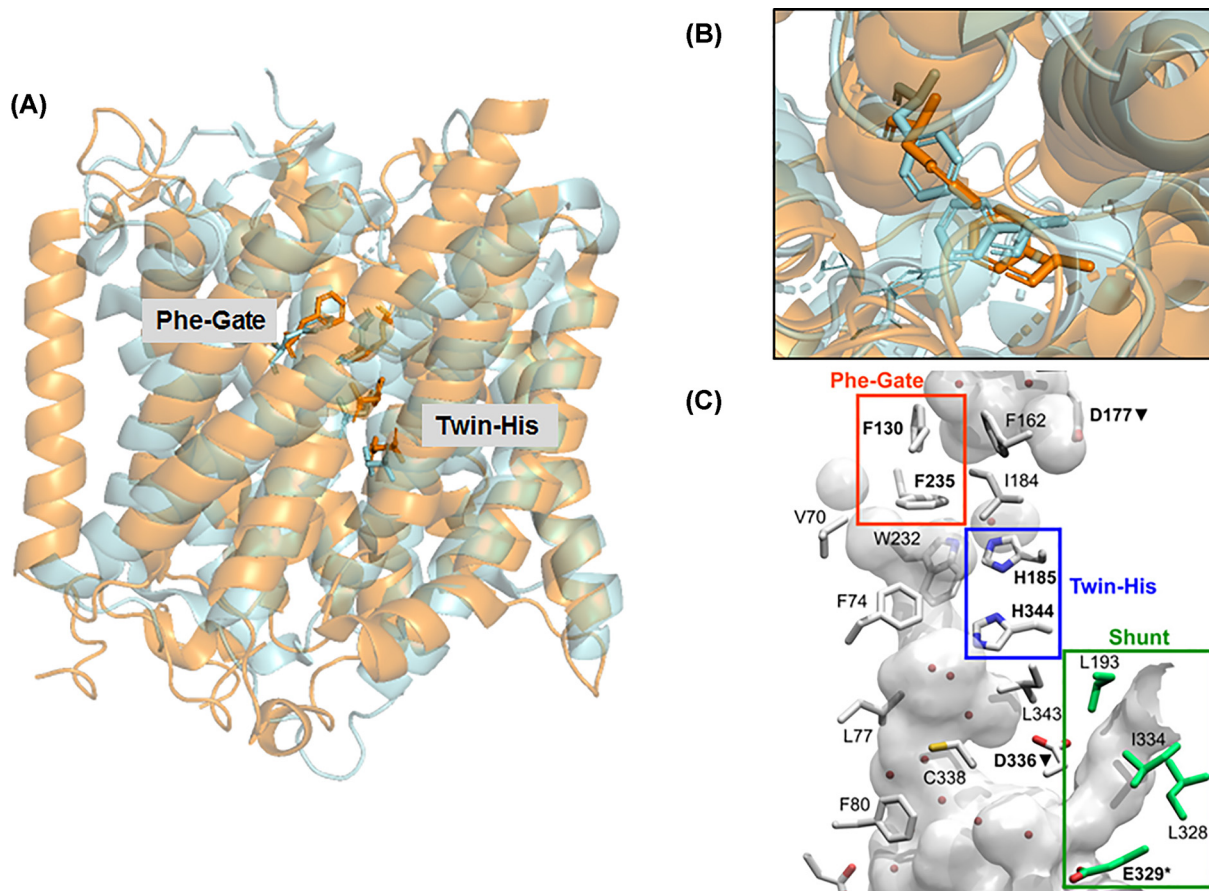 (A)
Phe-Gate
Twin-His
(B)
(C)
Phe-Gate
D177▼
F130
F162
F235
I184
V70
W232
H185
Twin-His
F74
H344
Shunt
L193
L343
L77
I334
D336▼
C338
F80
L328
E329*